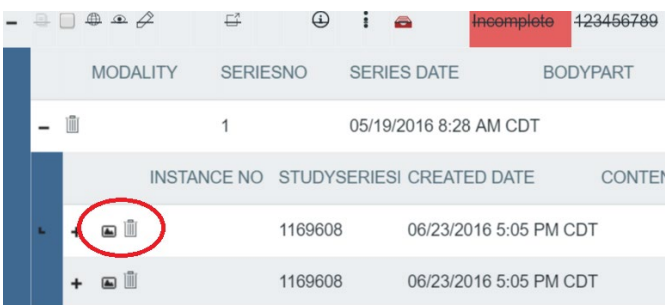 Incomplete 123456789
MODALITY SERIESNO SERIES DATE BODYPART
1 05/19/2016 8:28 AM CDT
INSTANCE NO STUDYSERIESI CREATED DATE CONTEN
1169608 06/23/2016 5:05 PM CDT
1169608 06/23/2016 5:05 PM CDT